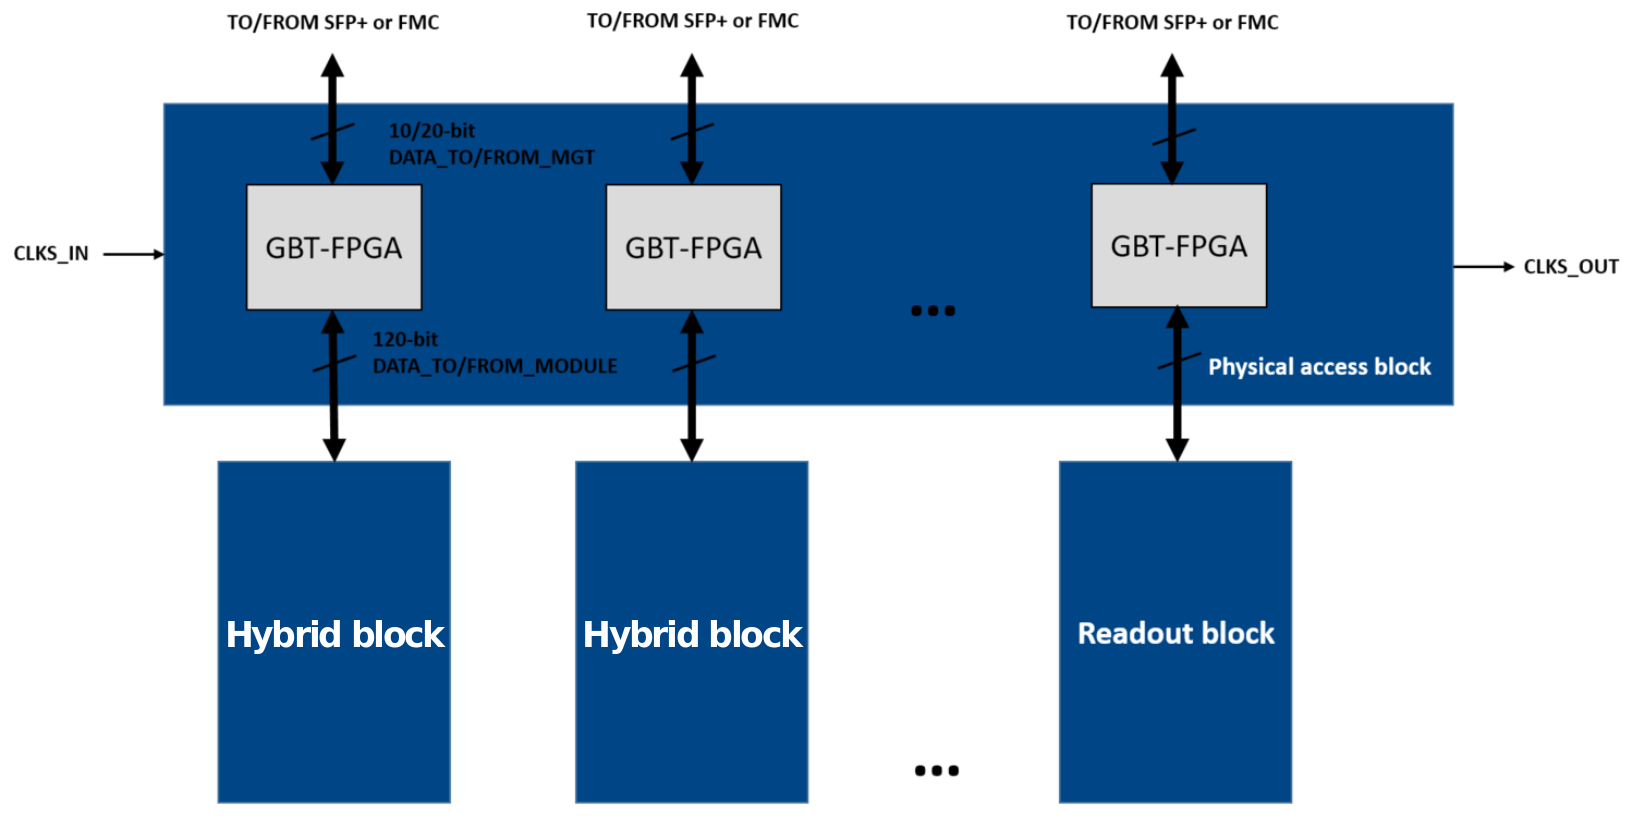 TO/FROM SFP+ or FMC
TO/FROM SFP+ or FMC
TO/FROM SFP+ or FMC
10/20-bit
DATA_TO/FROM_MGT
GBT-FPGA
GBT-FPGA
GBT-FPGA
CLKS_IN
CLKS_OUT
...
120-bit
DATA_TO/FROM_MODULE
Physical access block
Hybrid block
Hybrid block
Readout block
...